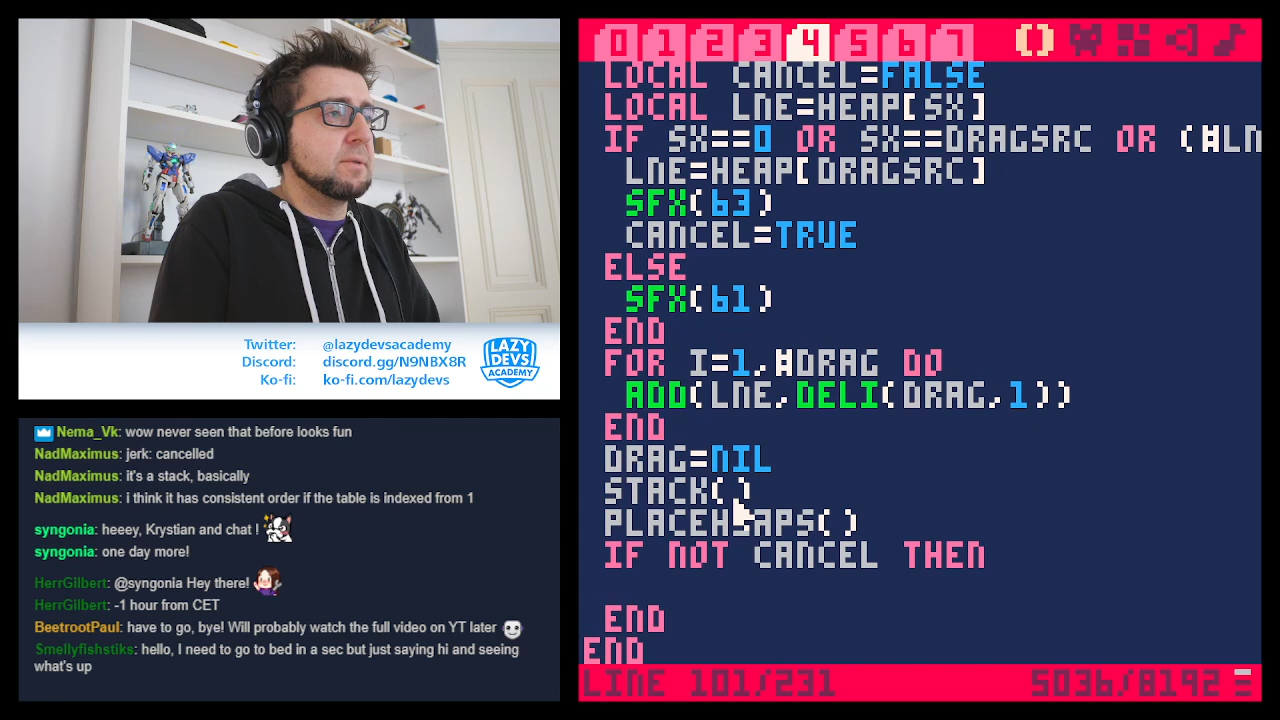 Twitter: @lazydevsacademy
Discord: discord.gg/N9NBX8R
Ko-fi: ko-fi.com/lazydevs
LAZY
DEVS
ACADEMY
Nema_Vk: wow never seen that before looks fun
NadMaximus: jerk: cancelled
NadMaximus: it's a stack, basically
NadMaximus: i think it has consistent order if the table is indexed from 1
syngonia: heeey, Krystian and chat !
syngonia: one day more!
HerrGilbert: @syngonia Hey there!
HerrGilbert: -1 hour from CET
BeetrootPaul: have to go, bye! Will probably watch the full video on YT later
Smellyfishstiks: hello, I need to go to bed in a sec but just saying hi and seeing
what's up
0 1 2 3 4 5 6 7 ()
LOCAL CANCEL=FALSE
LOCAL LNE=HEAP[SX]
IF SX==0 OR SX==DRAGSRC OR (#LN
LNE=HEAP[DRAGSRC]
SFX(63)
CANCEL=TRUE
ELSE
SFX(61)
END
FOR I=1,#DRAG DO
ADD(LNE,DELI(DRAG,1))
END
DRAG=NIL
STACK()
PLACEHEAPS()
IF NOT CANCEL THEN
END
END
LINE 101/231 5036/8192